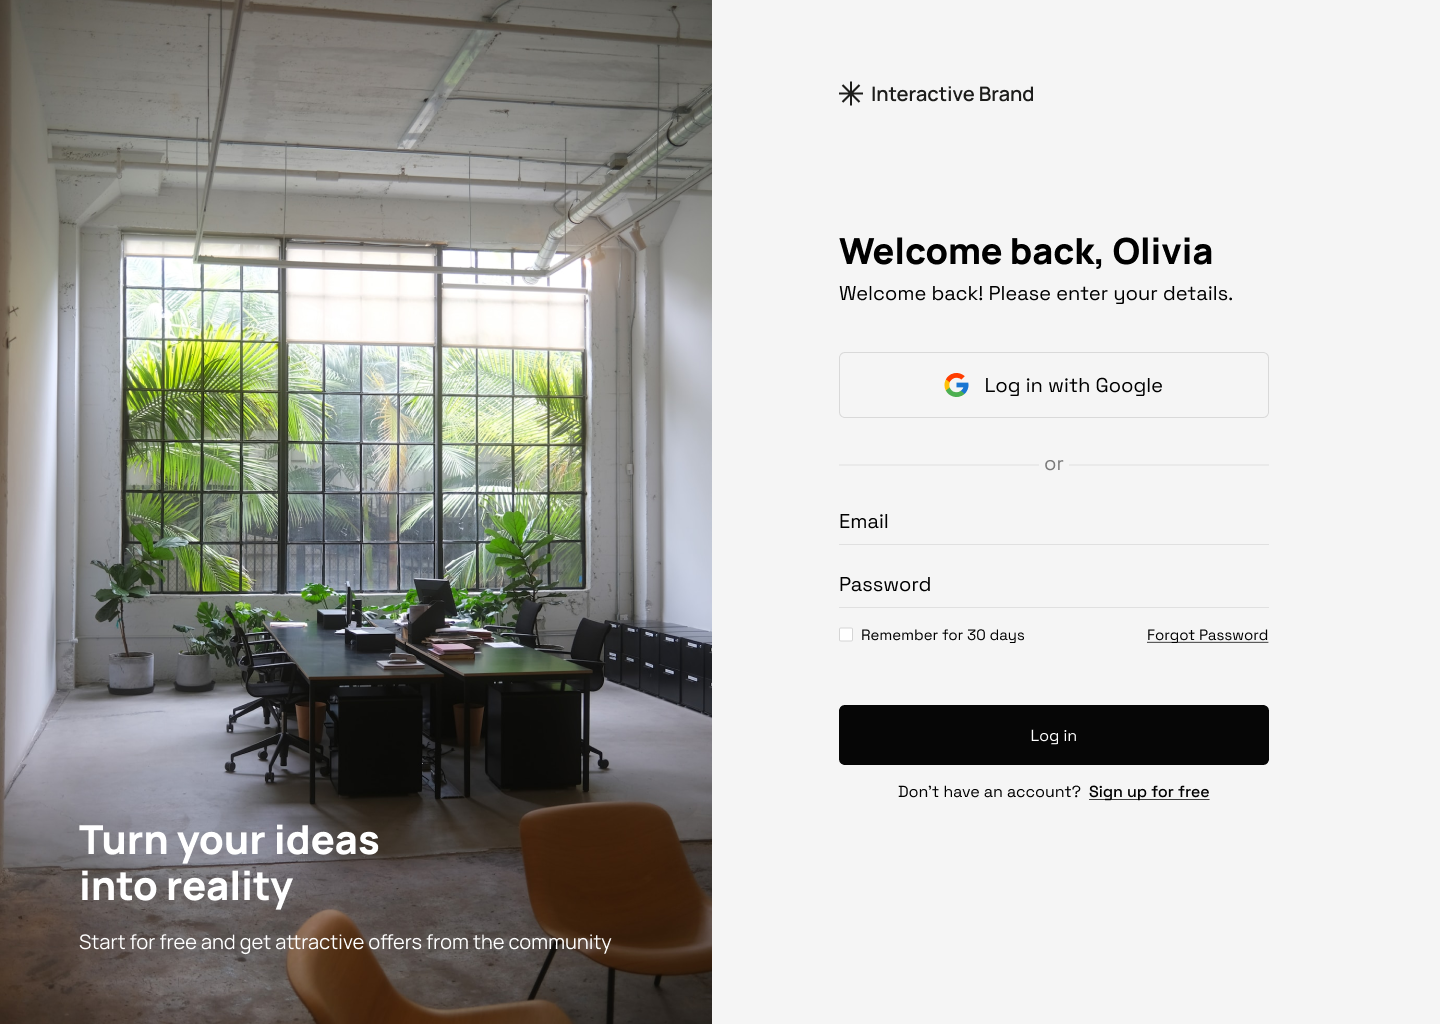 Interactive Brand
Welcome back, Olivia
Welcome back! Please enter your details.
Log in with Google
or
Email
Password
Remember for 30 days
Forgot Password
Log in
Don't have an account? Sign up for free
Turn your ideas
into reality
Start for free and get attractive offers from the community